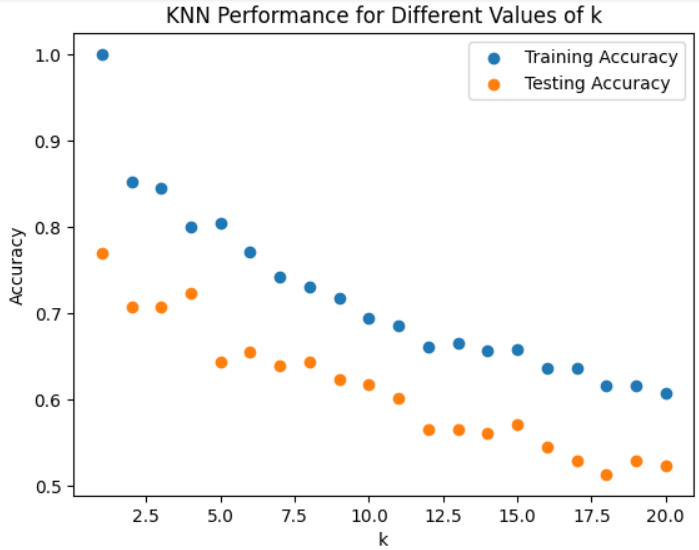 KNN Performance for Different Values of k
1.0
Training Accuracy
Testing Accuracy
0.9
0.8
Accuracy
0.7
0.6
0.5
2.5 5.0 7.5 10.0 12.5 15.0 17.5 20.0
k